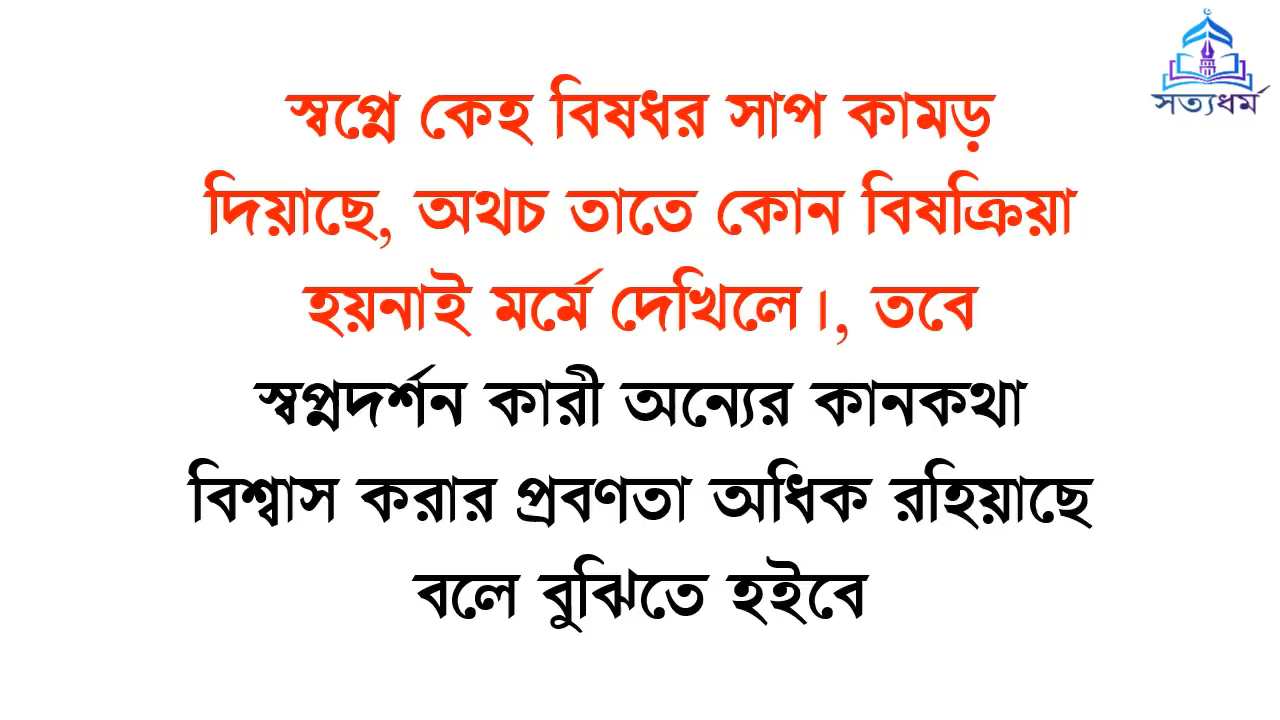 সত্যধর্ম
স্বপ্নে কেহ বিষধর সাপ কামড়
দিয়াছে, অথচ তাতে কোন বিষক্রিয়া
হয়নাই মর্মে দেখিলে।, তবে
স্বপ্নদর্শন কারী অন্যের কানকথা
বিশ্বাস করার প্রবণতা অধিক রহিয়াছে
বলে বুঝিতে হইবে